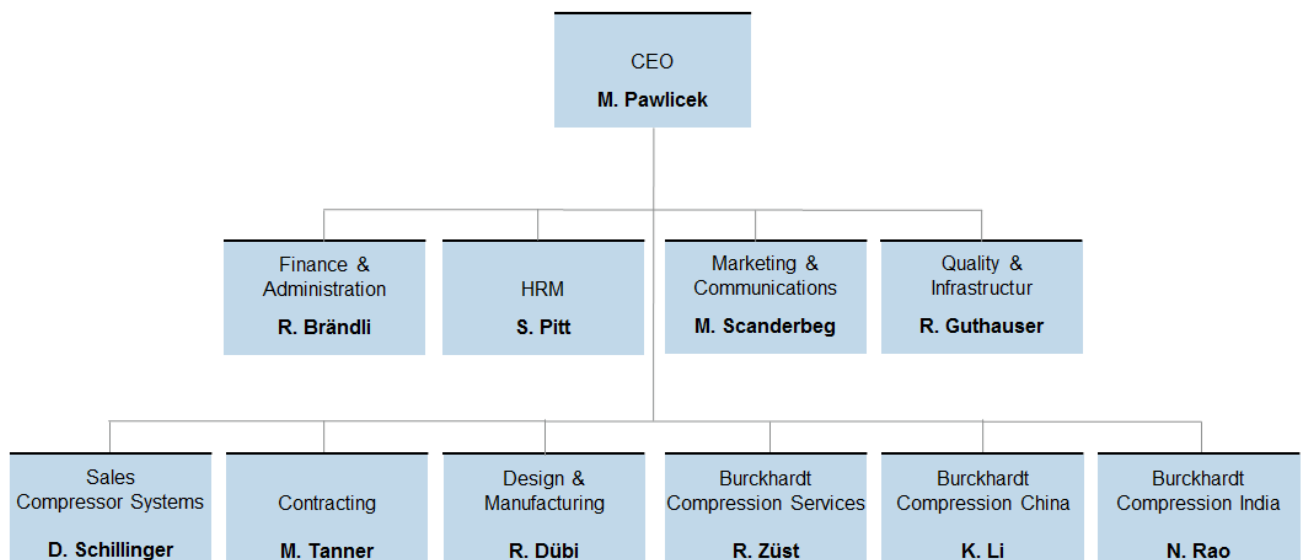 CEO
M. Pawlicek
Finance &
Administration
R. Brändli
HRM
S. Pitt
Marketing &
Communications
M. Scanderbeg
Quality &
Infrastructur
R. Guthauser
Sales
Compressor Systems
D. Schillinger
Contracting
M. Tanner
Design &
Manufacturing
R. Dübi
Burckhardt
Compression Services
R. Züst
Burckhardt
Compression China
K. Li
Burckhardt
Compression India
N. Rao